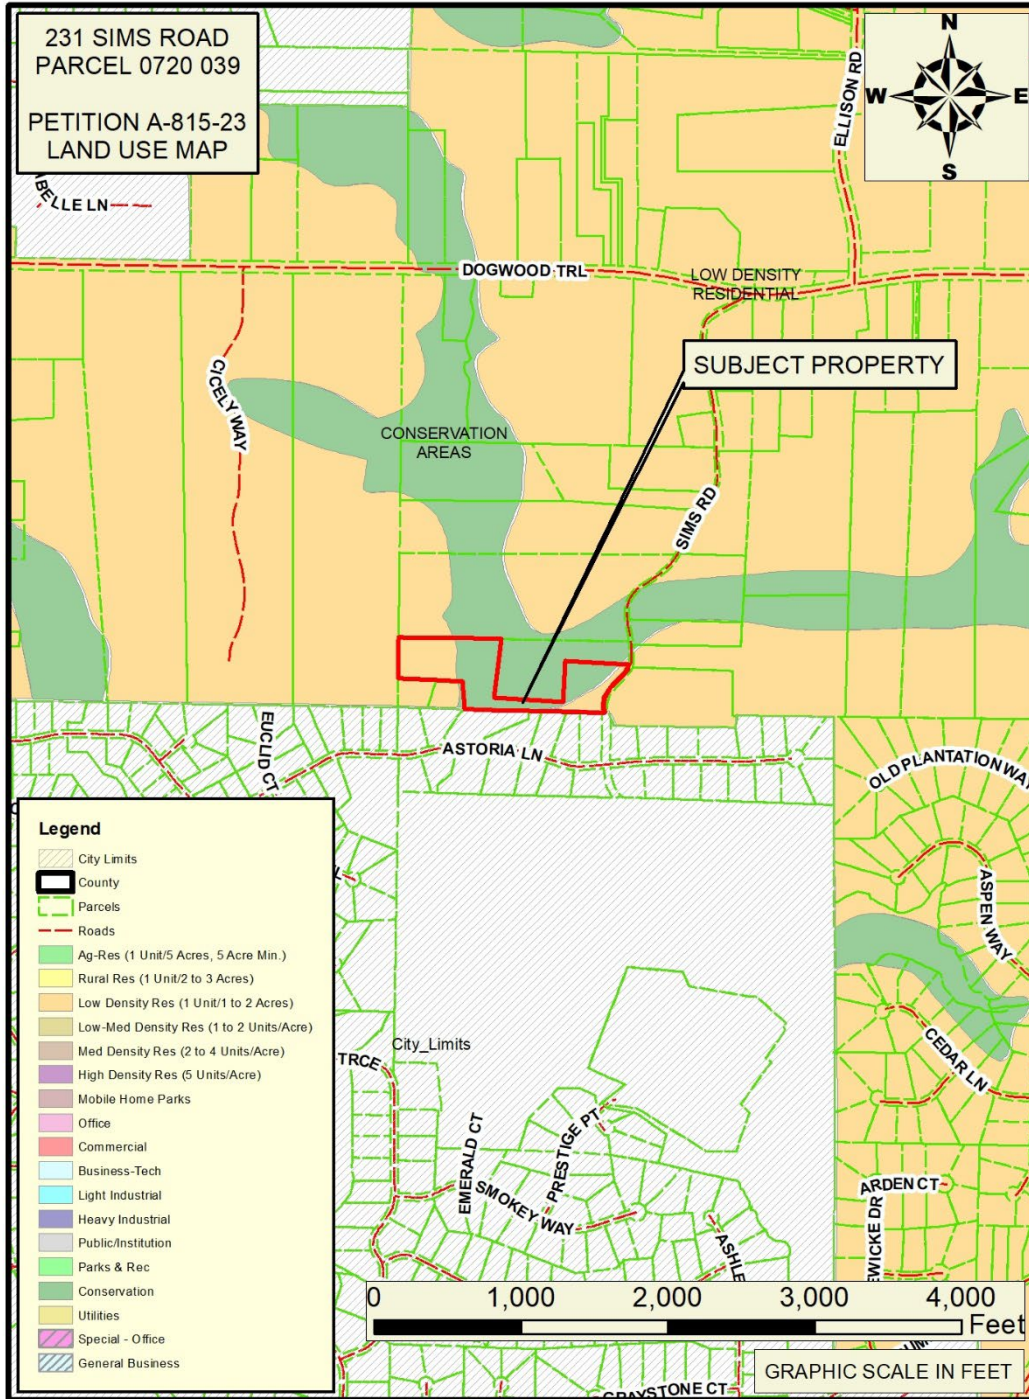 231 SIMS ROAD
PARCEL 0720 039
PETITION A-815-23
LAND USE MAP
N
W
E
S
ELLISON RD
BELLE LN
DOGWOOD TRL
LOW DENSITY
RESIDENTIAL
SUBJECT PROPERTY
CICELY WAY
CONSERVATION
AREAS
SIMS RD
EUCLID CT
ASTORIA LN
OLD PLANTATION WAY
ASPEN WAY
CEDAR LN
City_Limits
TRCE
EMERALD CT
PRESTIGE PT
SMOKEY WAY
ASHLE
ARDEN CT
EWICKE DR
GRAYSTONE CT
Legend
City Limits
County
Parcels
Roads
Ag-Res (1 Unit/5 Acres, 5 Acre Min.)
Rural Res (1 Unit/2 to 3 Acres)
Low Density Res (1 Unit/1 to 2 Acres)
Low-Med Density Res (1 to 2 Units/Acre)
Med Density Res (2 to 4 Units/Acre)
High Density Res (5 Units/Acre)
Mobile Home Parks
Office
Commercial
Business-Tech
Light Industrial
Heavy Industrial
Public/Institution
Parks & Rec
Conservation
Utilities
Special - Office
General Business
0 1,000 2,000 3,000 4,000
Feet
GRAPHIC SCALE IN FEET